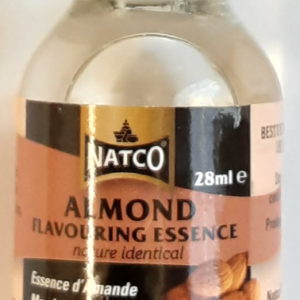 NATCO
28ml e
ALMOND
FLAVOURING ESSENCE
nature identical
Essence d'Amande